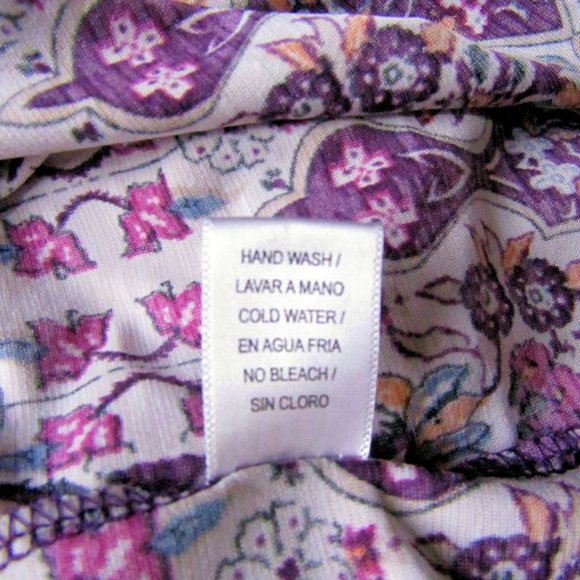 HAND WASH /
LAVAR A MANO
COLD WATER /
EN AGUA FRIA
NO BLEACH /
SIN CLORO